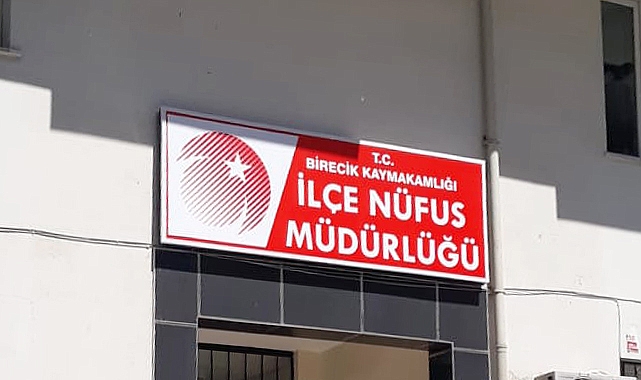 T.C.
BİRECİK KAYMAKAMLIĞI
İLÇE NÜFUS
MÜDÜRLÜĞÜ